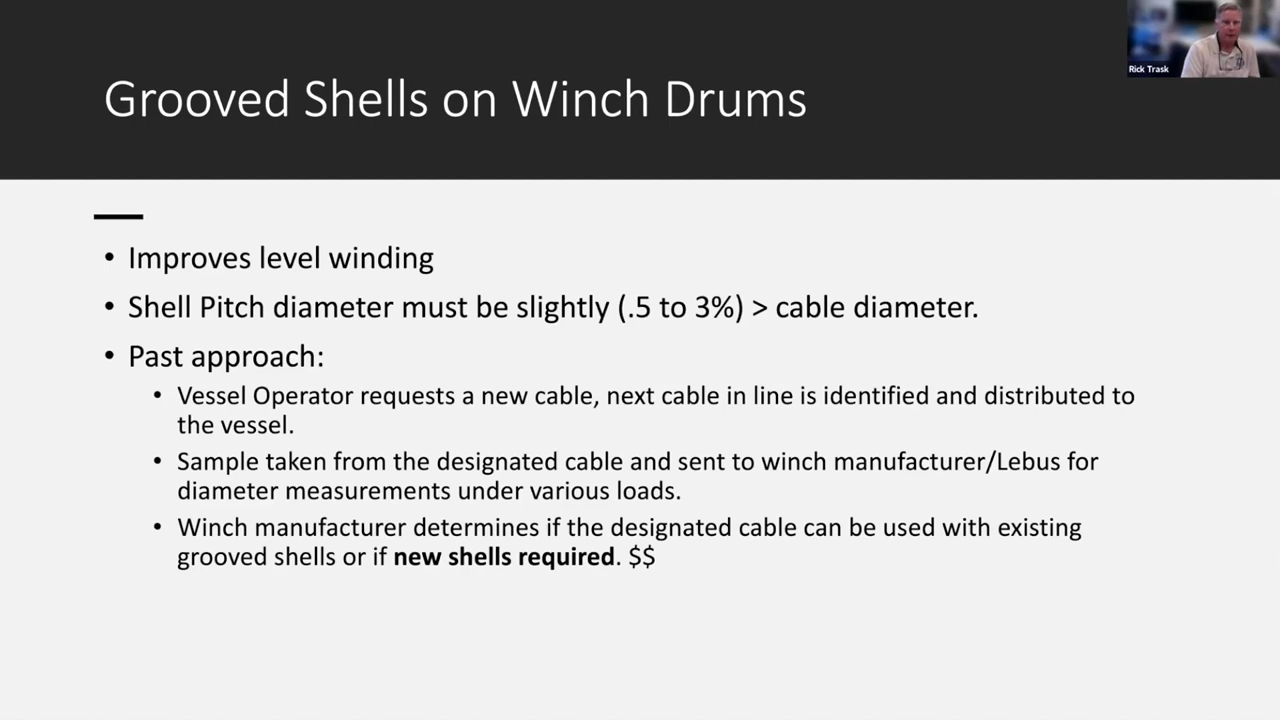 Rick Trask
Grooved Shells on Winch Drums
• Improves level winding
• Shell Pitch diameter must be slightly (.5 to 3%) > cable diameter.
• Past approach:
• Vessel Operator requests a new cable, next cable in line is identified and distributed to
the vessel.
• Sample taken from the designated cable and sent to winch manufacturer/Lebus for
diameter measurements under various loads.
• Winch manufacturer determines if the designated cable can be used with existing
grooved shells or if new shells required. $$